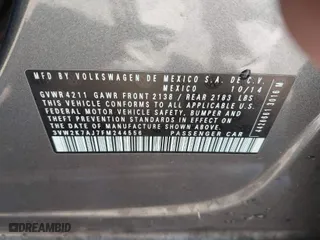 MFD BY VOLKSWAGEN DE MEXICO S.A. DE C.V.
MEXICO 10/14
GVWR 4211 GAWR FRONT 2138 / REAR 2183 LBS
THIS VEHICLE CONFORMS TO ALL APPLICABLE U.S.
FEDERAL MOTOR VEHICLE SAFETY, BUMPER AND
THEFT PREVENTION STANDARDS IN EFFECT ON
THE DATE OF MANUFACTURE SHOWN ABOVE.
3VW2K7AJ7FM244556 PASSENGER CAR
DREAMBID